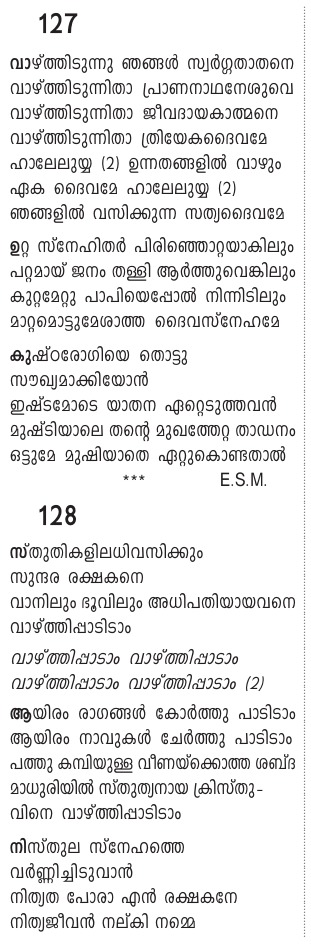 127
വാഴ്ത്തിടുന്നു ഞങ്ങൾ സ്വർഗ്ഗതാതനെ
വാഴ്ത്തിടുന്നിതാ പ്രാണനാഥനേശുവെ
വാഴ്ത്തിടുന്നിതാ ജീവദായകാത്മനെ
വാഴ്ത്തിടുന്നിതാ ത്രിയേകദൈവമേ
ഹാലേലുയ്യ (2) ഉന്നതങ്ങളിൽ വാഴും
ഏക ദൈവമേ ഹാലേലുയ്യ (2)
ഞങ്ങളിൽ വസിക്കുന്ന സത്യദൈവമേ
ഉറ്റ സ്നേഹിതർ പിരിഞ്ഞൊറ്റയാകിലും
പറ്റമായ് ജനം തള്ളി ആർത്തുവെങ്കിലും
കുറ്റമേറ്റു പാപിയെപ്പോൽ നിന്നിടിലും
മാറ്റമൊട്ടുമേശാത്ത ദൈവസ്നേഹമേ
കുഷ്ഠരോഗിയെ തൊട്ടു
സൗഖ്യമാക്കിയോൻ
ഇഷ്ടമോടെ യാതന ഏറ്റെടുത്തവൻ
മുഷ്ടിയാലെ തന്റെ മുഖത്തേറ്റ താഡനം
ഒട്ടുമേ മുഷിയാതെ ഏറ്റുകൊണ്ടതാൽ
*** E.S.M.
128
സ്തുതികളിലധിവസിക്കും
സുന്ദര രക്ഷകനെ
വാനിലും ഭൂവിലും അധിപതിയായവനെ
വാഴ്ത്തിപ്പാടിടാം
വാഴ്ത്തിപ്പാടാം വാഴ്ത്തിപ്പാടാം
വാഴ്ത്തിപ്പാടാം വാഴ്ത്തിപ്പാടാം (2)
ആയിരം രാഗങ്ങൾ കോർത്തു പാടിടാം
ആയിരം നാവുകൾ ചേർത്തു പാടിടാം
പത്തു കമ്പിയുള്ള വീണയ്ക്കൊത്ത ശബ്ദ
മാധുരിയിൽ സ്തുത്യനായ ക്രിസ്തു-
വിനെ വാഴ്ത്തിപ്പാടിടാം
നിസ്തുല സ്നേഹത്തെ
വർണ്ണിച്ചിടുവാൻ
നിത്യത പോരാ എൻ രക്ഷകനേ
നിത്യജീവൻ നല്കി നമ്മെ